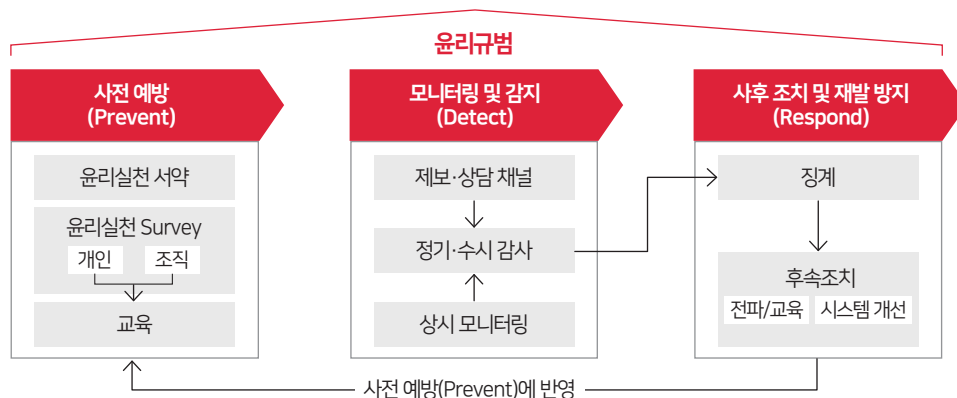 윤리규범
사전 예방
(Prevent)
윤리실천 서약
윤리실천 Survey
개인
조직
교육
모니터링 및 감지
(Detect)
제보·상담 채널
정기·수시 감사
상시 모니터링
사후 조치 및 재발 방지
(Respond)
징계
후속조치
전파/교육
시스템 개선
사전 예방(Prevent)에 반영